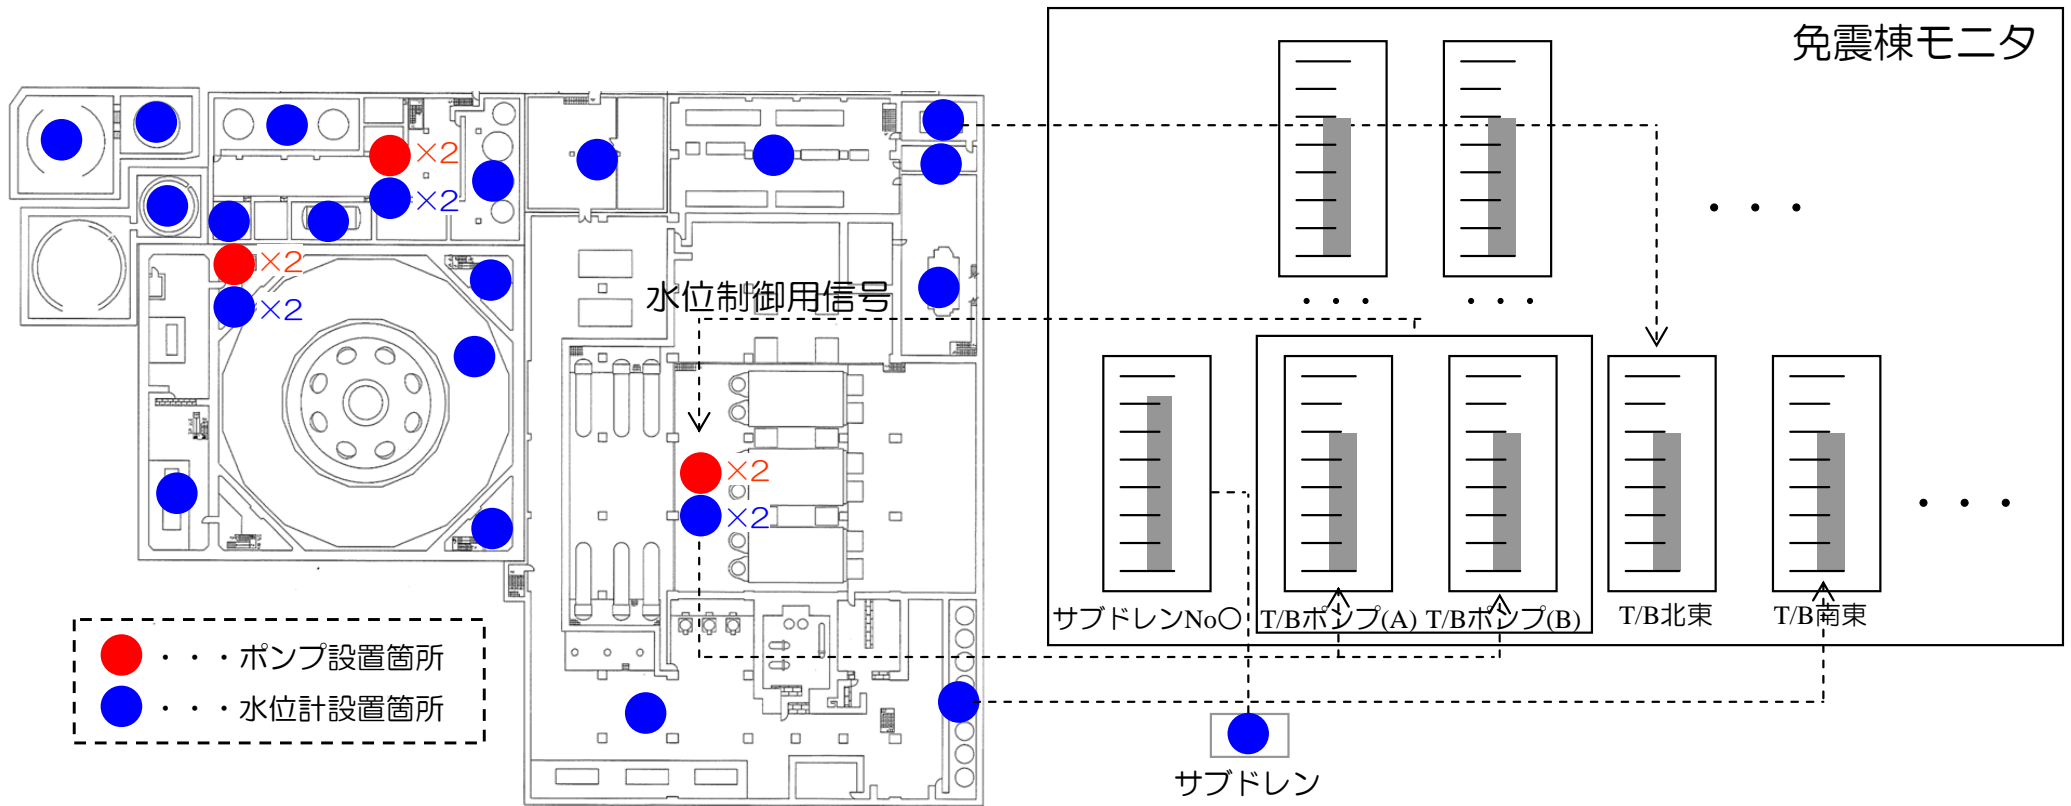 免震棟モニタ
×2
×2
×2
×2
・・・
水位制御用信号
・・・ ・・・
×2
×2
・・・
サブドレンNo○ T/Bポンプ(A) T/Bポンプ(B) T/B北東 T/B南東
・・・ポンプ設置箇所
・・・水位計設置箇所
サブドレン